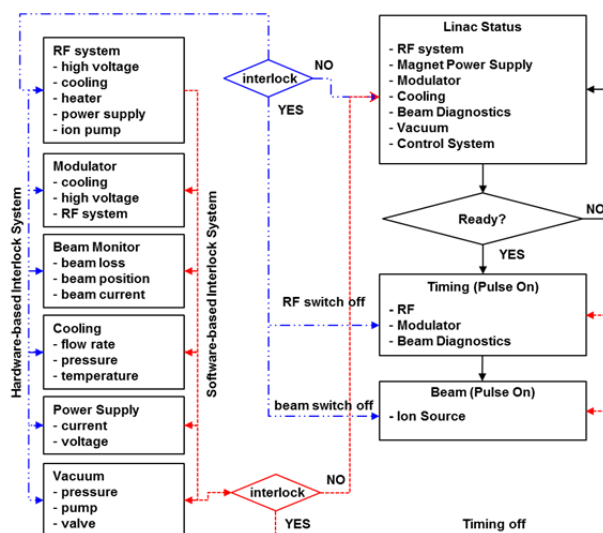 Hardware-based Interlock System
RF system
- high voltage
- cooling
- heater
- power supply
- ion pump
Modulator
- cooling
- high voltage
- RF system
Beam Monitor
- beam loss
- beam position
- beam current
Cooling
- flow rate
- pressure
- temperature
Power Supply
- current
- voltage
Vacuum
- pressure
- pump
- valve
Software-based Interlock System
interlock
NO
YES
RF switch off
beam switch off
interlock
NO
YES
Linac Status
- RF system
- Magnet Power Supply
- Modulator
- Cooling
- Beam Diagnostics
- Vacuum
- Control System
Ready?
NO
YES
Timing (Pulse On)
- RF
- Modulator
- Beam Diagnostics
Beam (Pulse On)
- Ion Source
Timing off